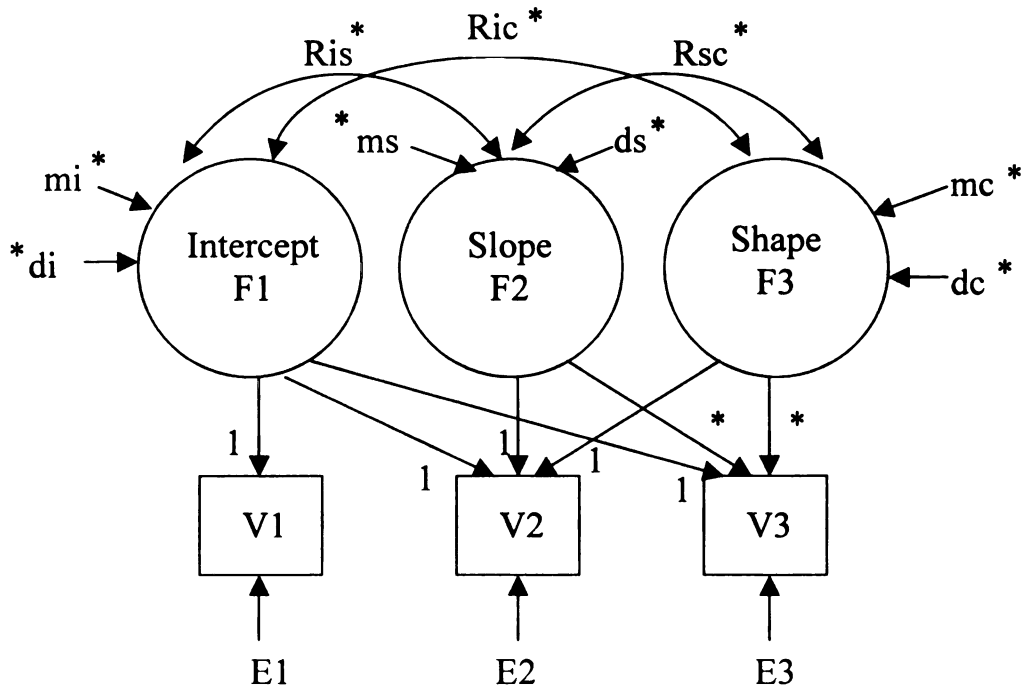 Ric *
Ris *
Rsc *
* ms
ds *
mi *
mc *
* di
dc *
Intercept
F1
Slope
F2
Shape
F3
* *
1 1 1 1 1
V1 V2 V3
E1 E2 E3